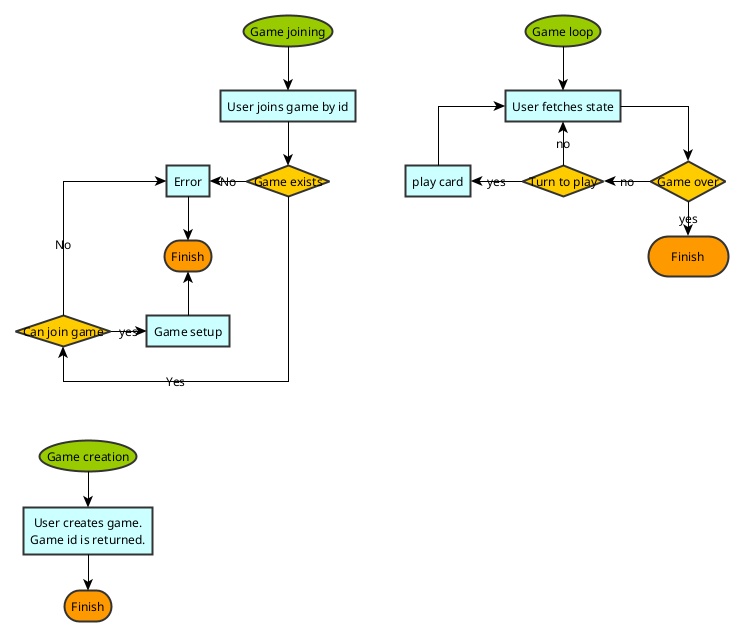 Game joining
User joins game by id
Game exists
No
Error
Finish
No
Can join game
yes
Game setup
Yes
Game loop
User fetches state
no
play card
yes
Turn to play
no
Game over
yes
Finish
Game creation
User creates game.
Game id is returned.
Finish